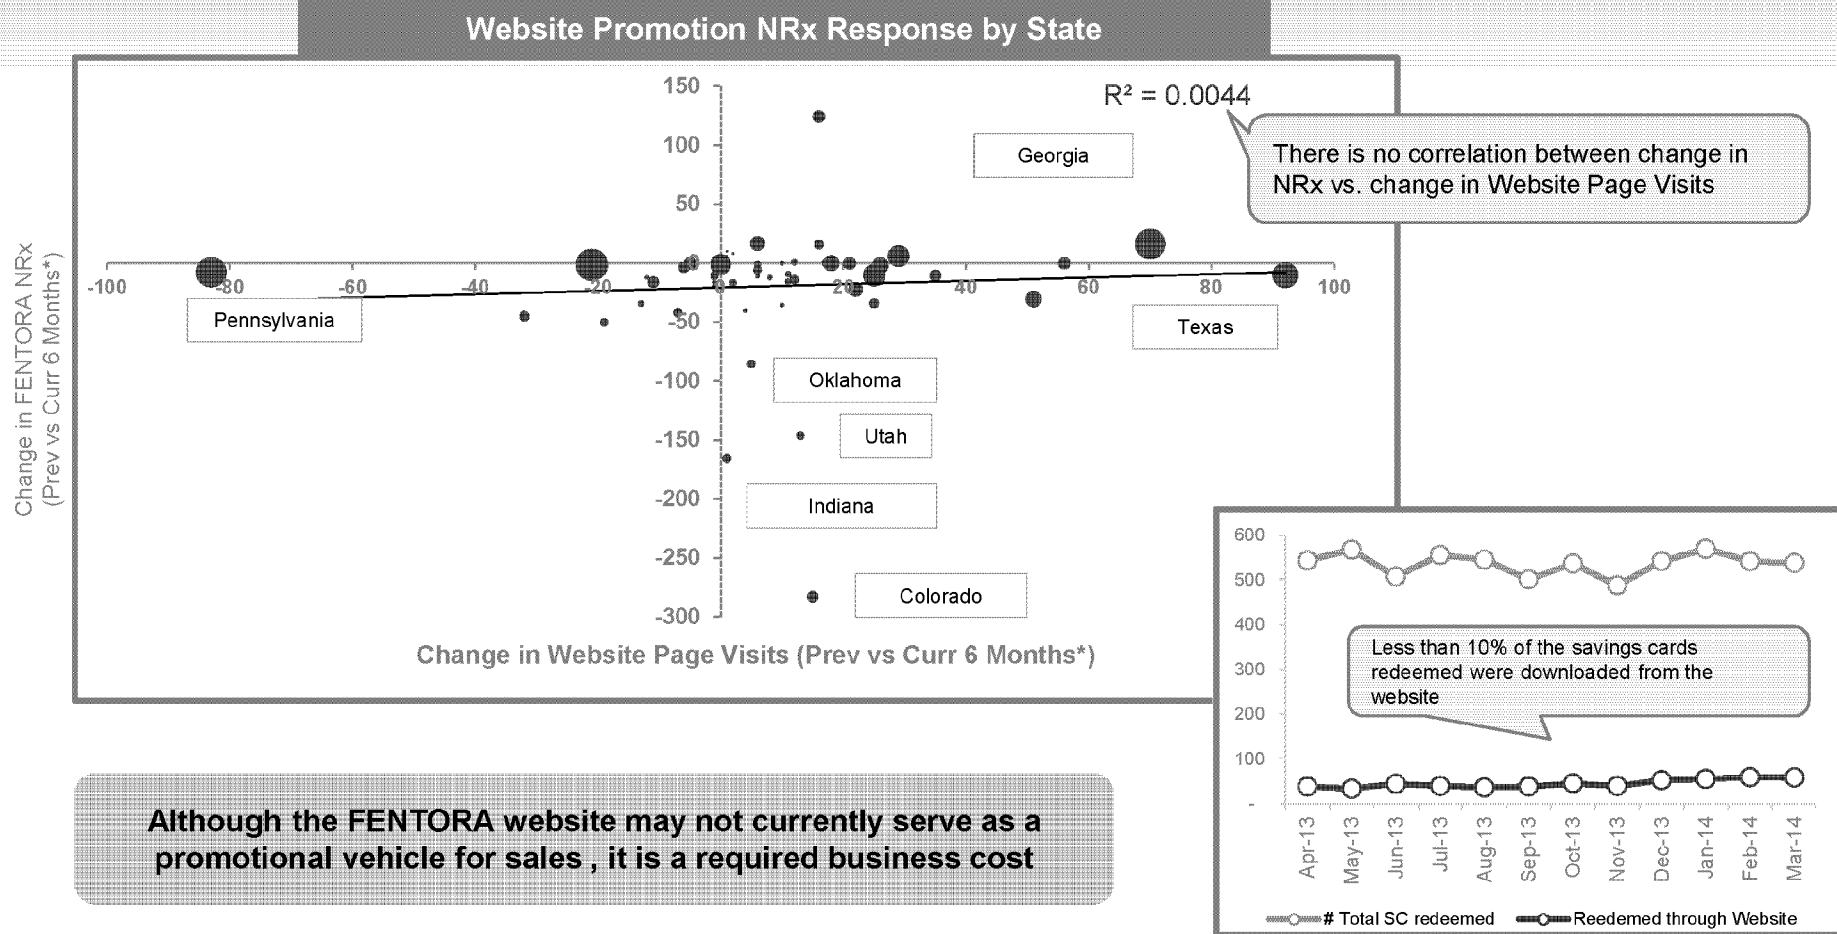 Website Promotion NRx Response by State
R² = 0.0044
There is no correlation between change in
NRx vs. change in Website Page Visits
Change in FENTORA NRx
(Prev vs Curr 6 Months*)
150
100
50
0
-50
-100
-150
-200
-250
-300
-100
-80
-60
-40
-20
0
20
40
60
80
100
Georgia
Pennsylvania
Texas
Oklahoma
Utah
Indiana
Colorado
Change in Website Page Visits (Prev vs Curr 6 Months*)
600
500
400
300
200
100
-
Less than 10% of the savings cards
redeemed were downloaded from the
website
Apr-13
May-13
Jun-13
Jul-13
Aug-13
Sep-13
Oct-13
Nov-13
Dec-13
Jan-14
Feb-14
Mar-14
# Total SC redeemed
Reedemed through Website
Although the FENTORA website may not currently serve as a
promotional vehicle for sales , it is a required business cost